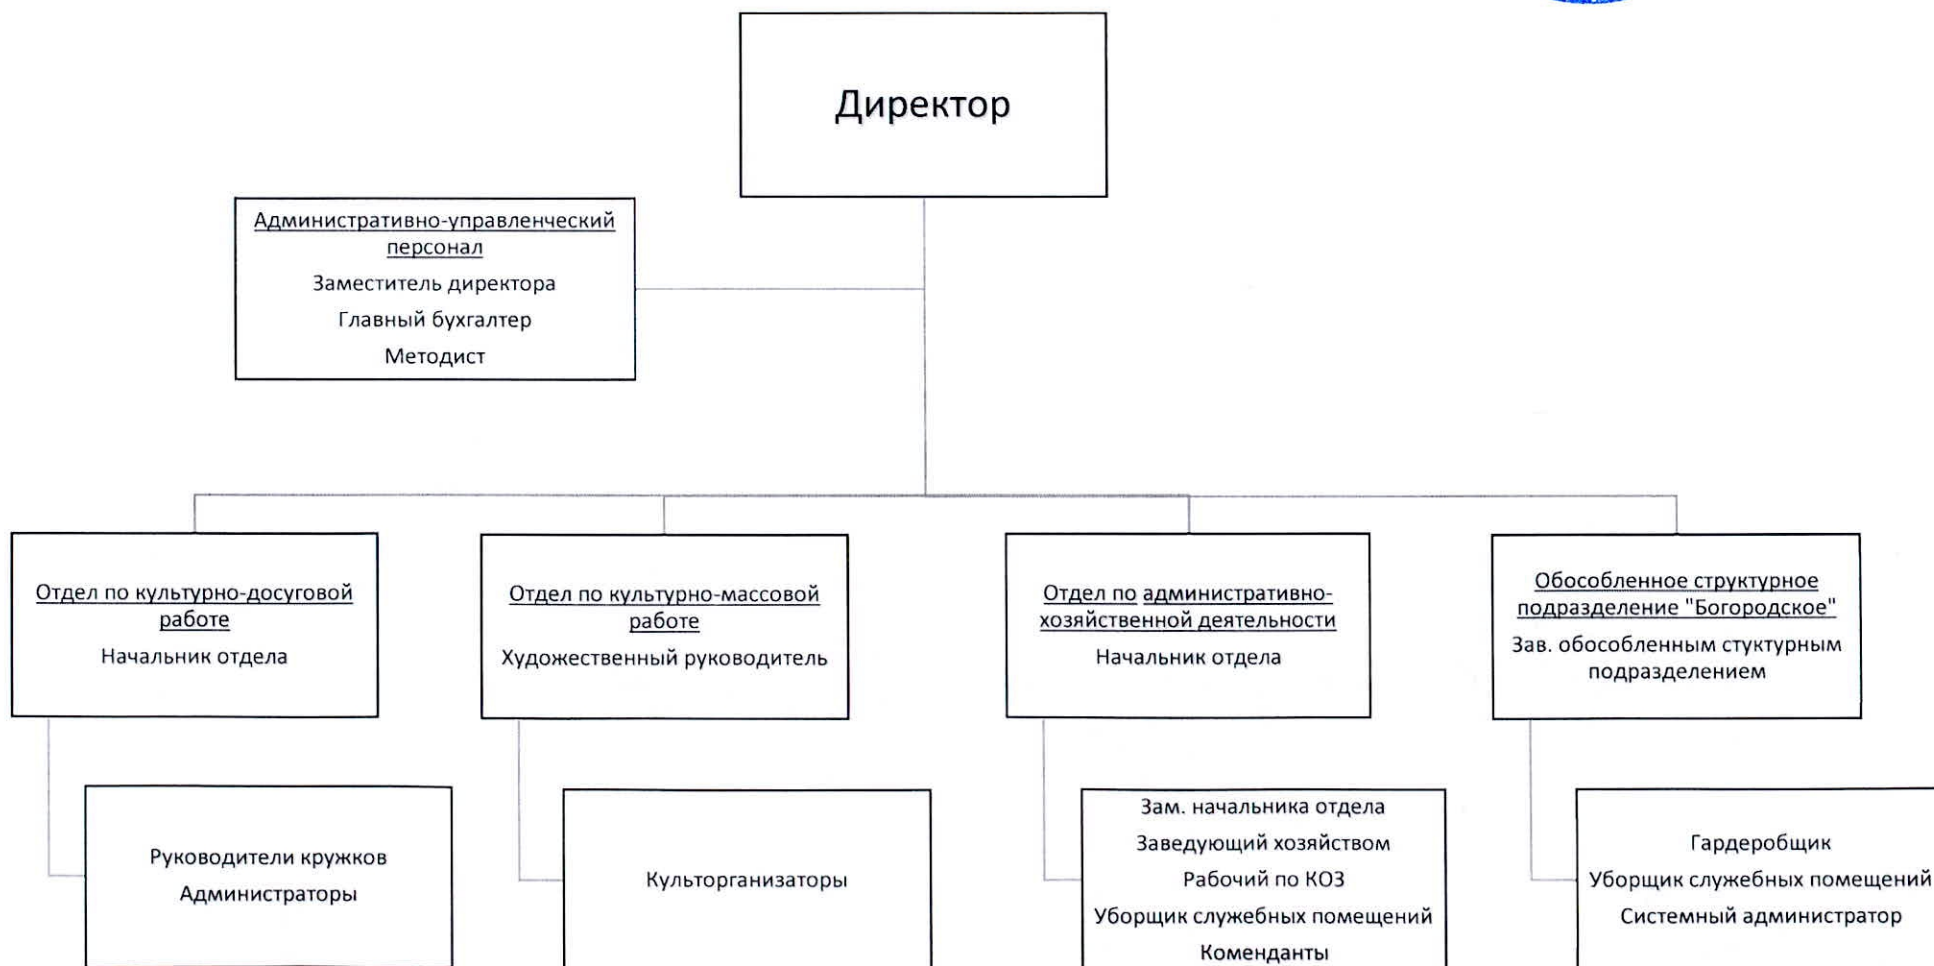 Директор
Административно-управленческий
персонал
Заместитель директора
Главный бухгалтер
Методист
Отдел по культурно-досуговой
работе
Начальник отдела
Отдел по культурно-массовой
работе
Художественный руководитель
Отдел по административно-
хозяйственной деятельности
Начальник отдела
Обособленное структурное
подразделение "Богородское"
Зав. обособленным стуктурным
подразделением
Руководители кружков
Администраторы
Культорганизаторы
Зам. начальника отдела
Заведующий хозяйством
Рабочий по КОЗ
Уборщик служебных помещений
Коменданты
Гардеробщик
Уборщик служебных помещений
Системный администратор